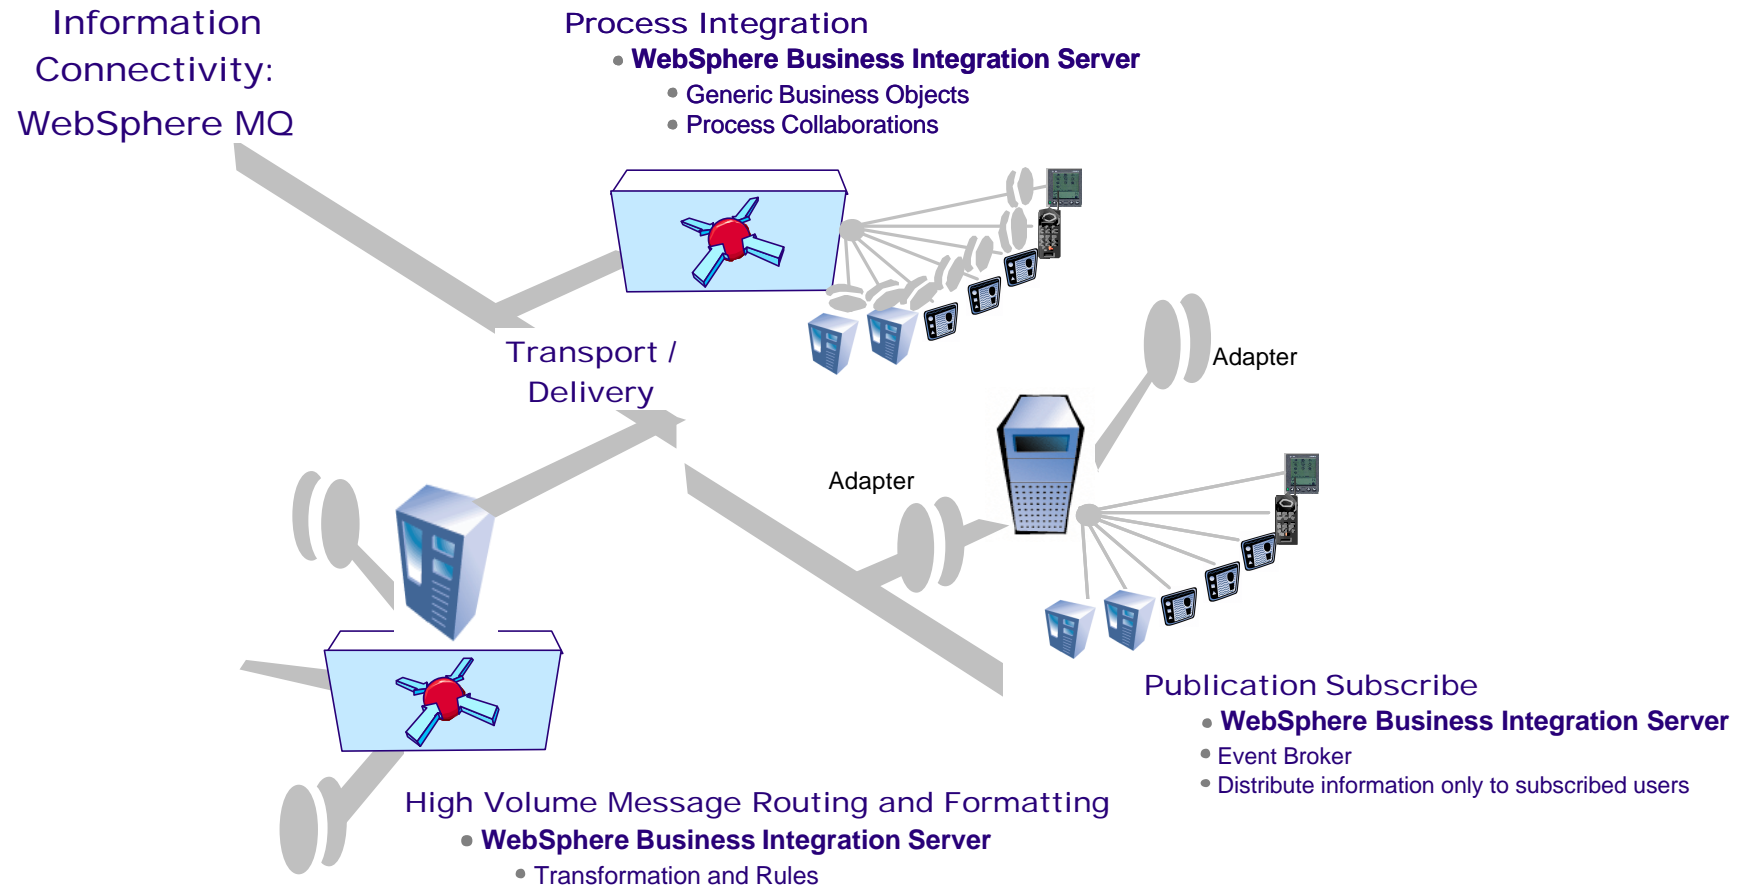 Information
Connectivity:
WebSphere MQ
Process Integration
• WebSphere Business Integration Server
• Generic Business Objects
• Process Collaborations
Transport /
Delivery
Adapter
Adapter
Publication Subscribe
• WebSphere Business Integration Server
• Event Broker
• Distribute information only to subscribed users
High Volume Message Routing and Formatting
• WebSphere Business Integration Server
• Transformation and Rules